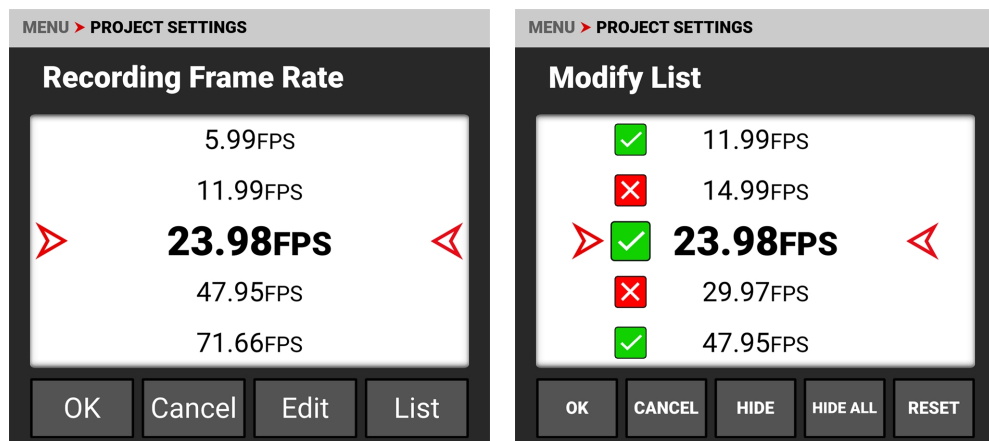 MENU PROJECT SETTINGS
Recording Frame Rate
5.99FPS
11.99FPS
23.98FPS
47.95FPS
71.66FPS
OK Cancel Edit List
MENU PROJECT SETTINGS
Modify List
11.99FPS
14.99FPS
23.98FPS
29.97FPS
47.95FPS
OK CANCEL HIDE HIDE ALL RESET